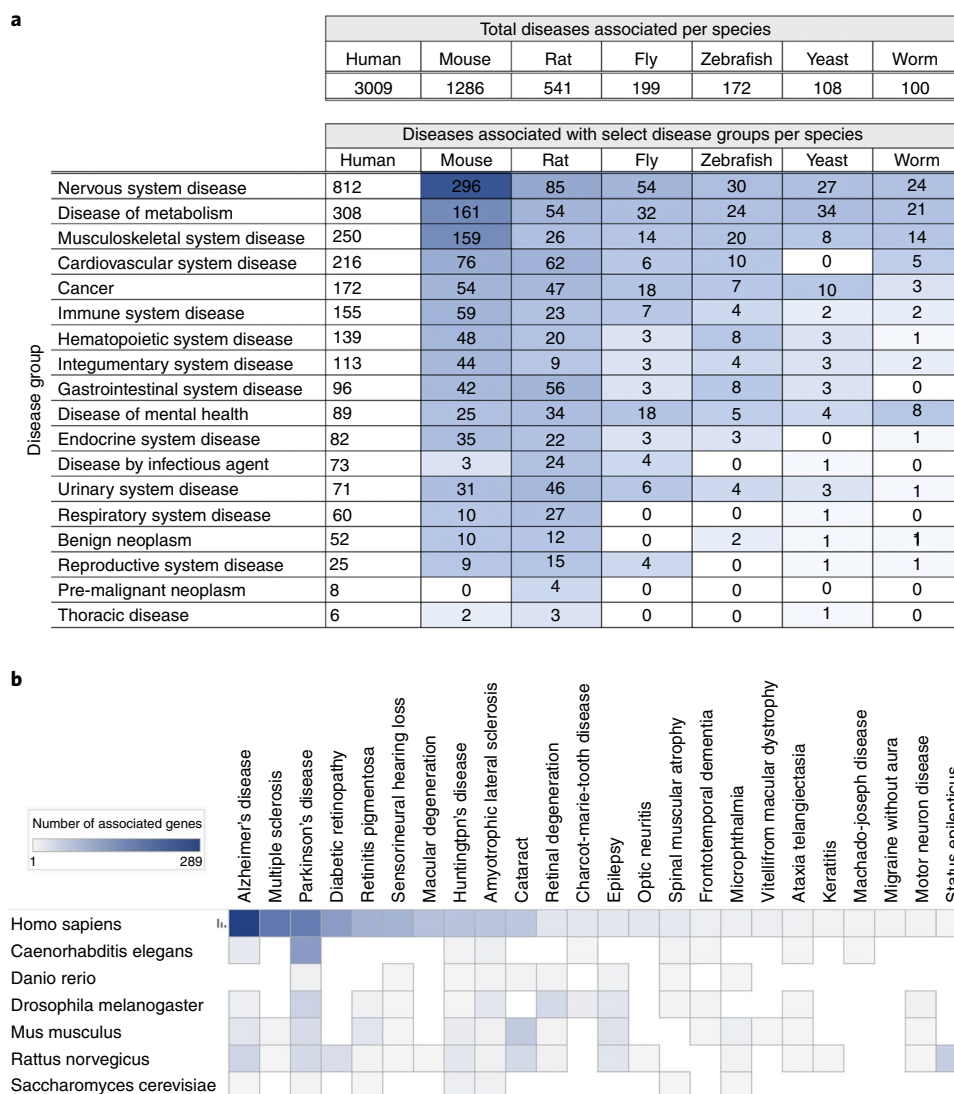 a
Total diseases associated per species
Human Mouse Rat Fly Zebrafish Yeast Worm
3009 1286 541 199 172 108 100
Diseases associated with select disease groups per species
Human Mouse Rat Fly Zebrafish Yeast Worm
Disease group
Nervous system disease 812 296 85 54 30 27 24
Disease of metabolism 308 161 54 32 24 34 21
Musculoskeletal system disease 250 159 26 14 20 8 14
Cardiovascular system disease 216 76 62 6 10 0 5
Cancer 172 54 47 18 7 10 3
Immune system disease 155 59 23 7 4 2 2
Hematopoietic system disease 139 48 20 3 8 3 1
Integumentary system disease 113 44 9 3 4 3 2
Gastrointestinal system disease 96 42 56 3 8 3 0
Disease of mental health 89 25 34 18 5 4 8
Endocrine system disease 82 35 22 3 3 0 1
Disease by infectious agent 73 3 24 4 0 1 0
Urinary system disease 71 31 46 6 4 3 1
Respiratory system disease 60 10 27 0 0 1 0
Benign neoplasm 52 10 12 0 2 1 1
Reproductive system disease 25 9 15 4 0 1 1
Pre-malignant neoplasm 8 0 4 0 0 0 0
Thoracic disease 6 2 3 0 0 1 0
b
Number of associated genes
1 289
Alzheimer's disease
Multiple sclerosis
Parkinson's disease
Diabetic retinopathy
Retinitis pigmentosa
Sensorineural hearing loss
Macular degeneration
Huntingtpn's disease
Amyotrophic lateral sclerosis
Cataract
Retinal degeneration
Charcot-marie-tooth disease
Epilepsy
Optic neuritis
Spinal muscular atrophy
Frontotemporal dementia
Microphthalmia
Vitellifrom macular dystrophy
Ataxia telangiectasia
Keratitis
Machado-joseph disease
Migraine without aura
Motor neuron disease
Status epilepticus
Homo sapiens
Caenorhabditis elegans
Danio rerio
Drosophila melanogaster
Mus musculus
Rattus norvegicus
Saccharomyces cerevisiae